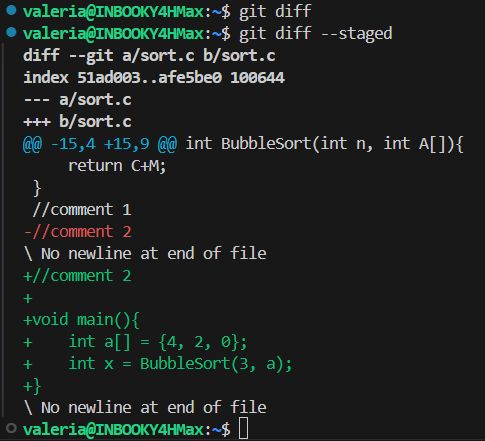 valeria@INBOOKY4HMax:~$ git diff
valeria@INBOOKY4HMax:~$ git diff --staged
diff --git a/sort.c b/sort.c
index 51ad003..afe5be0 100644
--- a/sort.c
+++ b/sort.c
@@ -15,4 +15,9 @@ int BubbleSort(int n, int A[]){
     return C+M;
 }
 //comment 1
-//comment 2
\ No newline at end of file
+//comment 2
+
+void main(){
+    int a[] = {4, 2, 0};
+    int x = BubbleSort(3, a);
+}
\ No newline at end of file
valeria@INBOOKY4HMax:~$